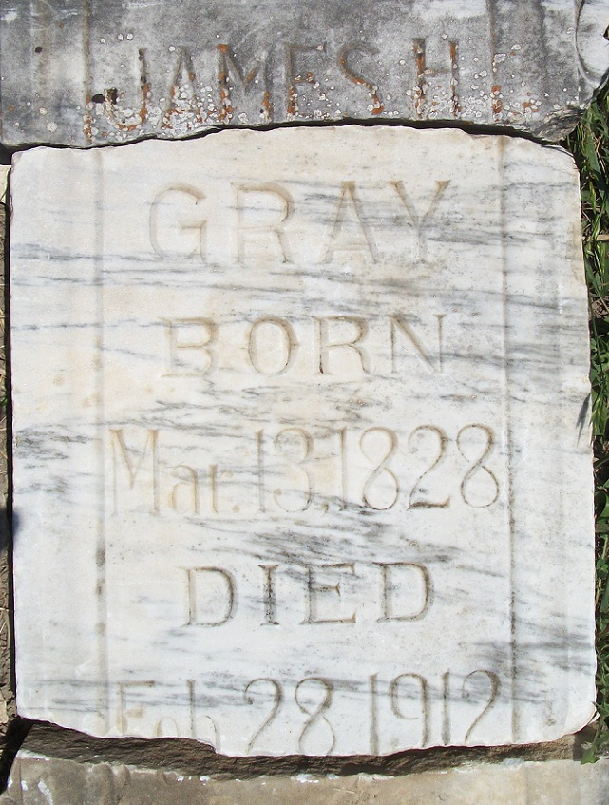 JAMES H.
GRAY
BORN
Mar. 13, 1828
DIED
Feb. 28, 1912